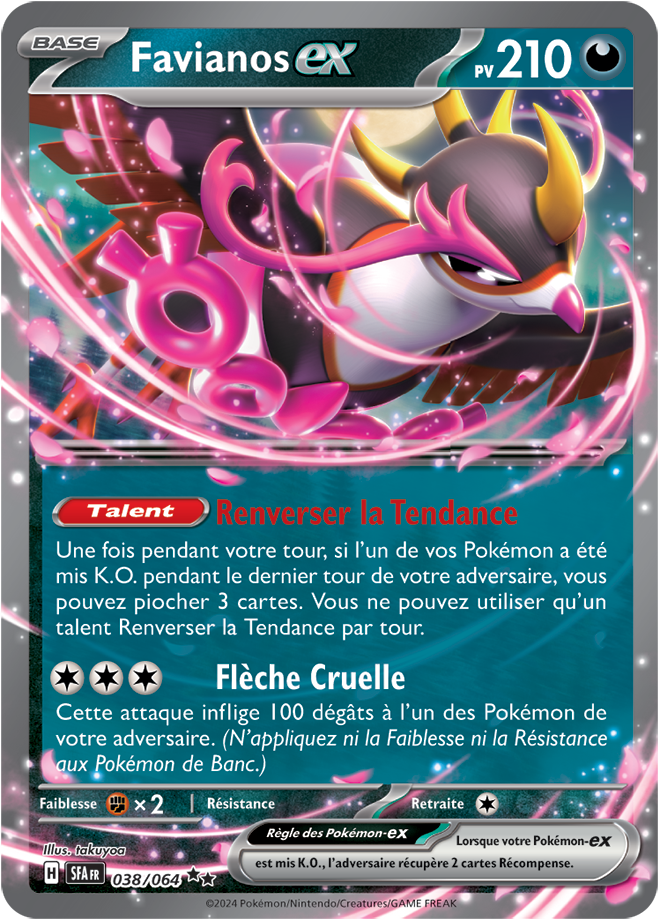 BASE Favianos ex PV 210
Talent Renverser la Tendance
Une fois pendant votre tour, si l'un de vos Pokémon a été
mis K.O. pendant le dernier tour de votre adversaire, vous
pouvez piocher 3 cartes. Vous ne pouvez utiliser qu'un
talent Renverser la Tendance par tour.
Flèche Cruelle
Cette attaque inflige 100 dégâts à l'un des Pokémon de
votre adversaire. (N'appliquez ni la Faiblesse ni la Résistance
aux Pokémon de Banc.)
Faiblesse ×2 Résistance Retraite
Illus. takuyoa
Règle des Pokémon-ex Lorsque votre Pokémon-ex
est mis K.O., l'adversaire récupère 2 cartes Récompense.
H SFA FR 038/064
©2024 Pokémon/Nintendo/Creatures/GAME FREAK